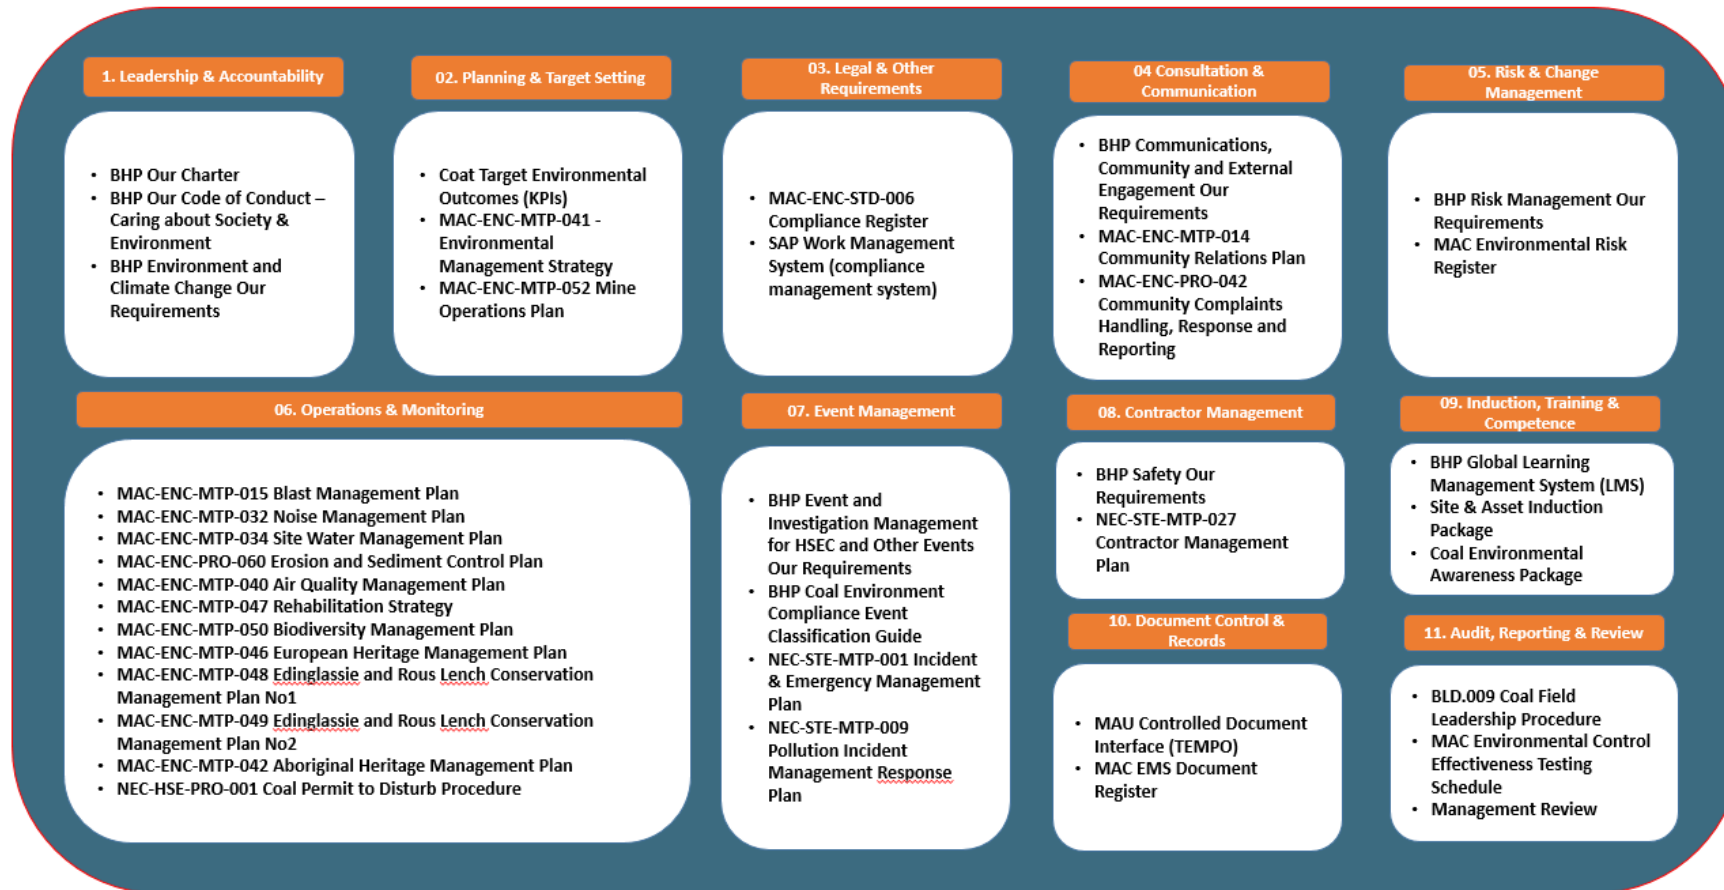 1. Leadership & Accountability
• BHP Our Charter
• BHP Our Code of Conduct –
Caring about Society &
Environment
• BHP Environment and
Climate Change Our
Requirements
02. Planning & Target Setting
• Coat Target Environmental
Outcomes (KPIs)
• MAC-ENC-MTP-041 -
Environmental
Management Strategy
• MAC-ENC-MTP-052 Mine
Operations Plan
03. Legal & Other
Requirements
• MAC-ENC-STD-006
Compliance Register
• SAP Work Management
System (compliance
management system)
04 Consultation &
Communication
• BHP Communications,
Community and External
Engagement Our
Requirements
• MAC-ENC-MTP-014
Community Relations Plan
• MAC-ENC-PRO-042
Community Complaints
Handling, Response and
Reporting
05. Risk & Change
Management
• BHP Risk Management Our
Requirements
• MAC Environmental Risk
Register
06. Operations & Monitoring
• MAC-ENC-MTP-015 Blast Management Plan
• MAC-ENC-MTP-032 Noise Management Plan
• MAC-ENC-MTP-034 Site Water Management Plan
• MAC-ENC-PRO-060 Erosion and Sediment Control Plan
• MAC-ENC-MTP-040 Air Quality Management Plan
• MAC-ENC-MTP-047 Rehabilitation Strategy
• MAC-ENC-MTP-050 Biodiversity Management Plan
• MAC-ENC-MTP-046 European Heritage Management Plan
• MAC-ENC-MTP-048 Edinglassie and Rous Lench Conservation
Management Plan No1
• MAC-ENC-MTP-049 Edinglassie and Rous Lench Conservation
Management Plan No2
• MAC-ENC-MTP-042 Aboriginal Heritage Management Plan
• NEC-HSE-PRO-001 Coal Permit to Disturb Procedure
07. Event Management
• BHP Event and
Investigation Management
for HSEC and Other Events
Our Requirements
• BHP Coal Environment
Compliance Event
Classification Guide
• NEC-STE-MTP-001 Incident
& Emergency Management
Plan
• NEC-STE-MTP-009
Pollution Incident
Management Response
Plan
08. Contractor Management
• BHP Safety Our
Requirements
• NEC-STE-MTP-027
Contractor Management
Plan
09. Induction, Training &
Competence
• BHP Global Learning
Management System (LMS)
• Site & Asset Induction
Package
• Coal Environmental
Awareness Package
10. Document Control &
Records
• MAU Controlled Document
Interface (TEMPO)
• MAC EMS Document
Register
11. Audit, Reporting & Review
• BLD.009 Coal Field
Leadership Procedure
• MAC Environmental Control
Effectiveness Testing
Schedule
• Management Review